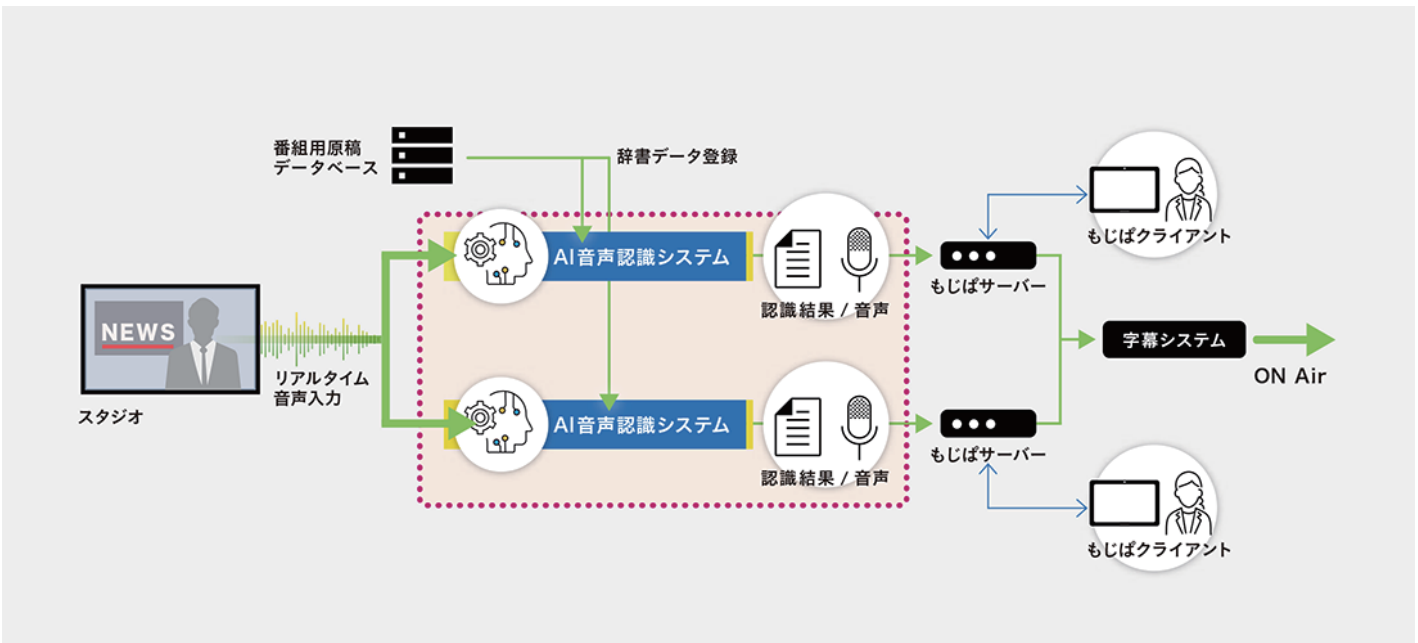 番組用原稿
データベース
辞書データ登録
もじぱクライアント
AI音声認識システム
認識結果 / 音声
もじぱサーバー
NEWS
スタジオ
リアルタイム
音声入力
字幕システム
ON Air
AI音声認識システム
認識結果 / 音声
もじぱサーバー
もじぱクライアント